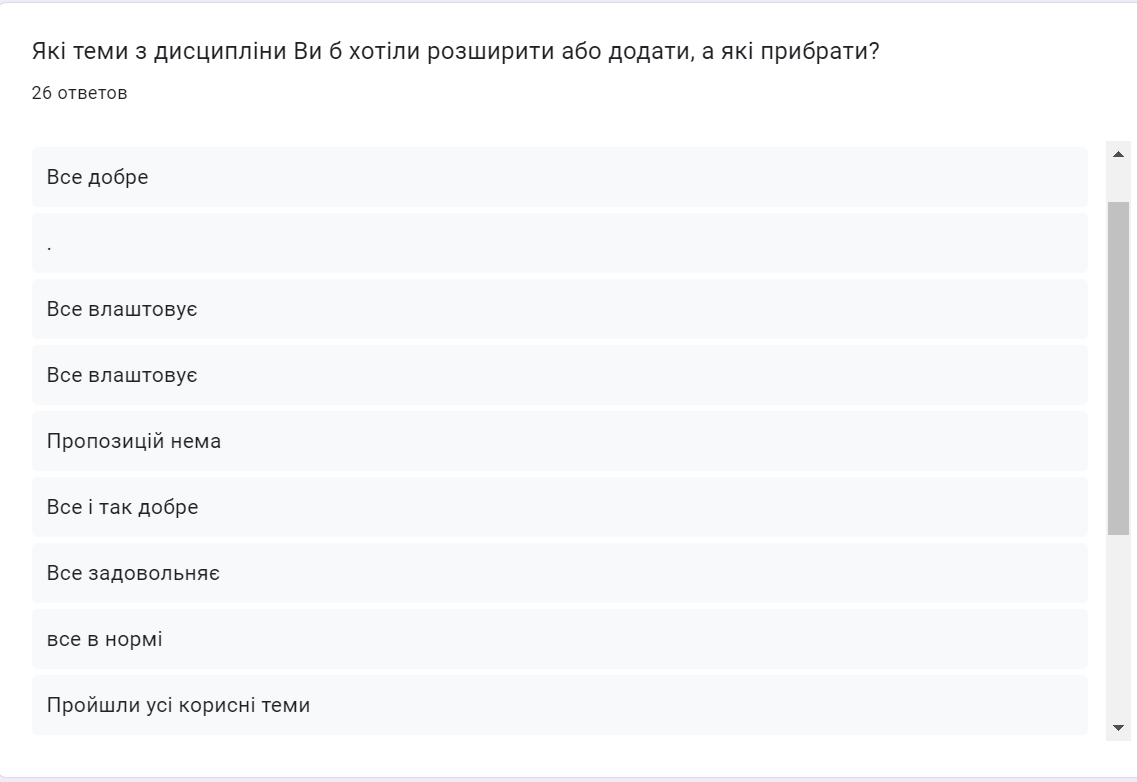 Які теми з дисципліни Ви б хотіли розширити або додати, а які прибрати?
26 ответов
Все добре
.
Все влаштовує
Все влаштовує
Пропозицій нема
Все і так добре
Все задовольняє
все в нормі
Пройшли усі корисні теми